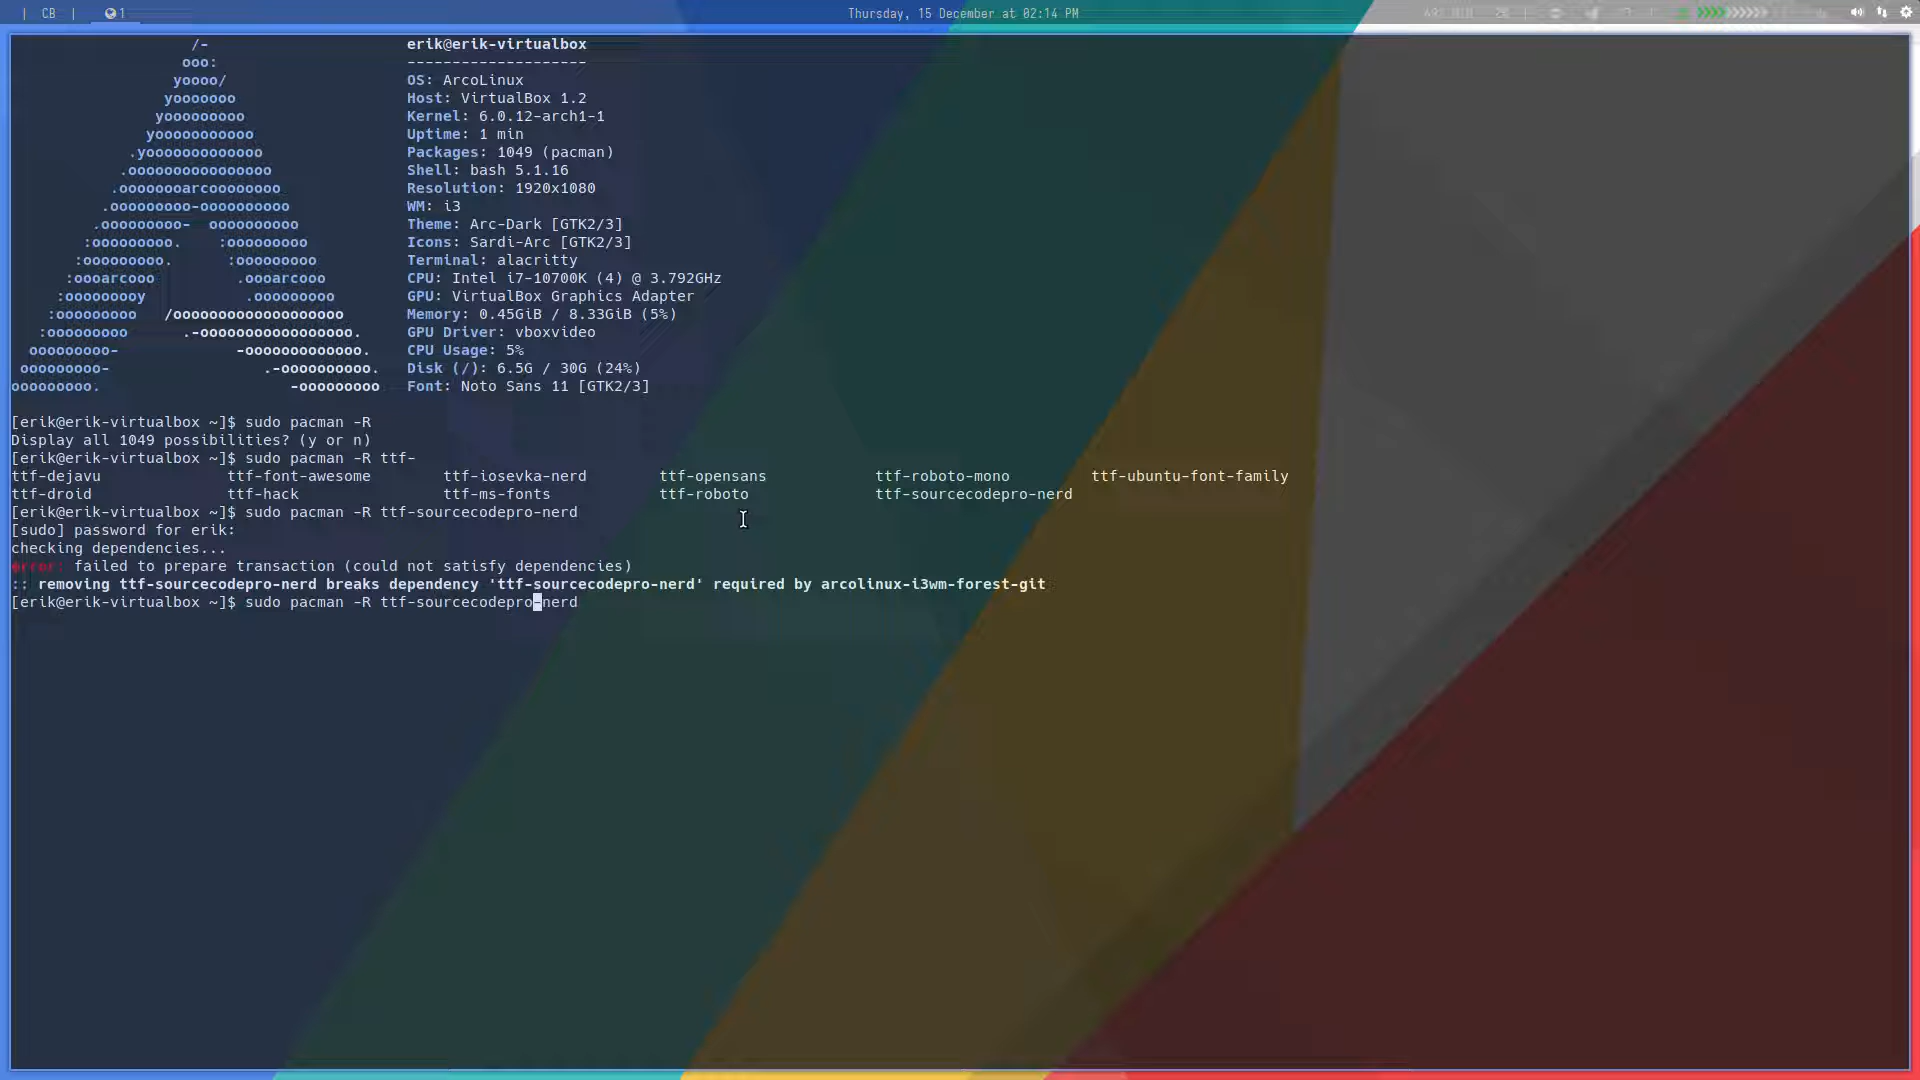 | CB | 1 Thursday, 15 December at 02:14 PM
/- erik@erik-virtualbox
ooo: -------------------
yoooo/ OS: ArcoLinux
yooooooo Host: VirtualBox 1.2
yooooooooo Kernel: 6.0.12-arch1-1
yooooooooooo Uptime: 1 min
.yooooooooooooo Packages: 1049 (pacman)
.oooooooooooooooo Shell: bash 5.1.16
.oooooooarcoooooooo Resolution: 1920x1080
.ooooooooo-oooooooooo WM: i3
.ooooooooo-  oooooooooo Theme: Arc-Dark [GTK2/3]
:ooooooooo.    :ooooooooo Icons: Sardi-Arc [GTK2/3]
:ooooooooo.      :ooooooooo Terminal: alacritty
:oooarcooo         .oooarcooo CPU: Intel i7-10700K (4) @ 3.792GHz
:ooooooooy           .ooooooooo GPU: VirtualBox Graphics Adapter
:ooooooooo   /ooooooooooooooooooo Memory: 0.45GiB / 8.33GiB (5%)
:ooooooooo      .-ooooooooooooooooo. GPU Driver: vboxvideo
ooooooooo-             -ooooooooooooo. CPU Usage: 5%
ooooooooo-                .-oooooooooo. Disk (/): 6.5G / 30G (24%)
ooooooooo.                     -ooooooooo Font: Noto Sans 11 [GTK2/3]
[erik@erik-virtualbox ~]$ sudo pacman -R
Display all 1049 possibilities? (y or n)
[erik@erik-virtualbox ~]$ sudo pacman -R ttf-
ttf-dejavu ttf-font-awesome ttf-iosevka-nerd ttf-opensans ttf-roboto-mono ttf-ubuntu-font-family
ttf-droid ttf-hack ttf-ms-fonts ttf-roboto ttf-sourcecodepro-nerd
[erik@erik-virtualbox ~]$ sudo pacman -R ttf-sourcecodepro-nerd
[sudo] password for erik:
checking dependencies...
error: failed to prepare transaction (could not satisfy dependencies)
:: removing ttf-sourcecodepro-nerd breaks dependency 'ttf-sourcecodepro-nerd' required by arcolinux-i3wm-forest-git
[erik@erik-virtualbox ~]$ sudo pacman -R ttf-sourcecodepro-nerd